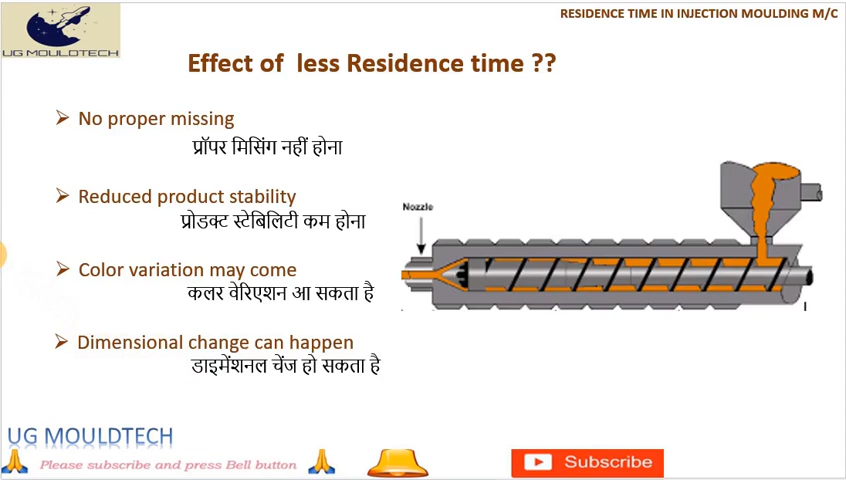 UG MOULDTECH
RESIDENCE TIME IN INJECTION MOULDING M/C
Effect of less Residence time ??
No proper missing
प्रॉपर मिसिंग नहीं होना
Reduced product stability
प्रोडक्ट स्टेबिलिटी कम होना
Color variation may come
कलर वेरिएशन आ सकता है
Dimensional change can happen
डाइमेंशनल चेंज हो सकता है
Nozzle
UG MOULDTECH
Please subscribe and press Bell button
Subscribe